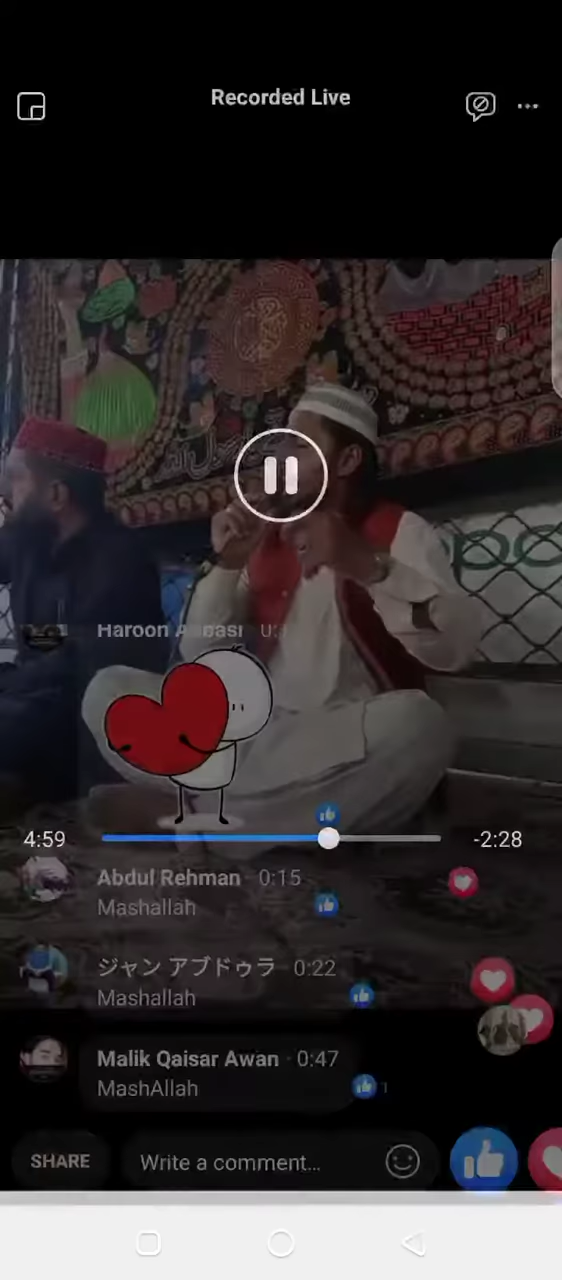 Recorded Live
Haroon Abbasi
4:59
-2:28
Abdul Rehman · 0:15
Mashallah
ジャン アブドゥラ · 0:22
Mashallah
Malik Qaisar Awan · 0:47
MashAllah
1
SHARE
Write a comment...